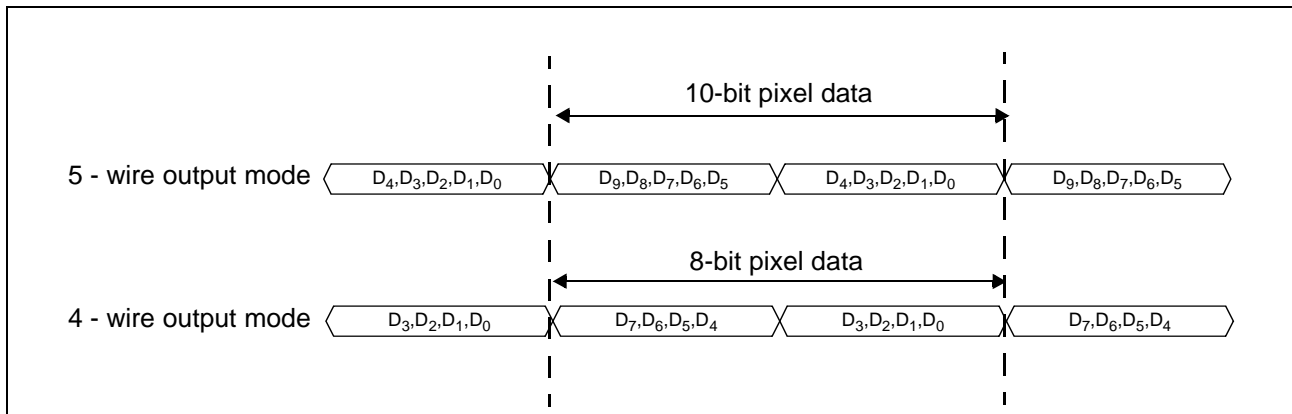 10-bit pixel data
5 - wire output mode D₄,D₃,D₂,D₁,D₀ D₉,D₈,D₇,D₆,D₅ D₄,D₃,D₂,D₁,D₀ D₉,D₈,D₇,D₆,D₅
8-bit pixel data
4 - wire output mode D₃,D₂,D₁,D₀ D₇,D₆,D₅,D₄ D₃,D₂,D₁,D₀ D₇,D₆,D₅,D₄